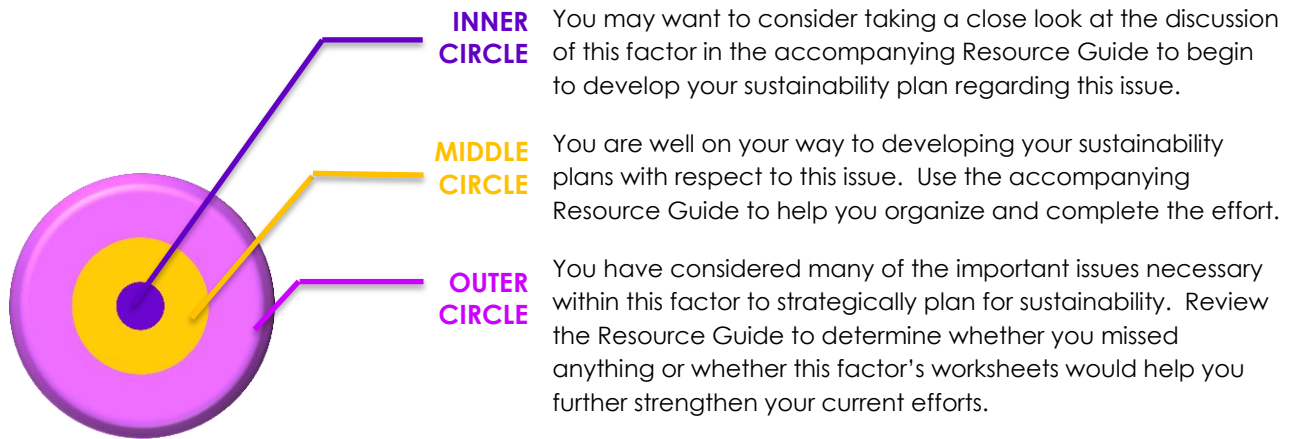 INNER CIRCLE
You may want to consider taking a close look at the discussion
of this factor in the accompanying Resource Guide to begin
to develop your sustainability plan regarding this issue.
MIDDLE CIRCLE
You are well on your way to developing your sustainability
plans with respect to this issue.  Use the accompanying
Resource Guide to help you organize and complete the effort.
OUTER CIRCLE
You have considered many of the important issues necessary
within this factor to strategically plan for sustainability.  Review
the Resource Guide to determine whether you missed
anything or whether this factor’s worksheets would help you
further strengthen your current efforts.